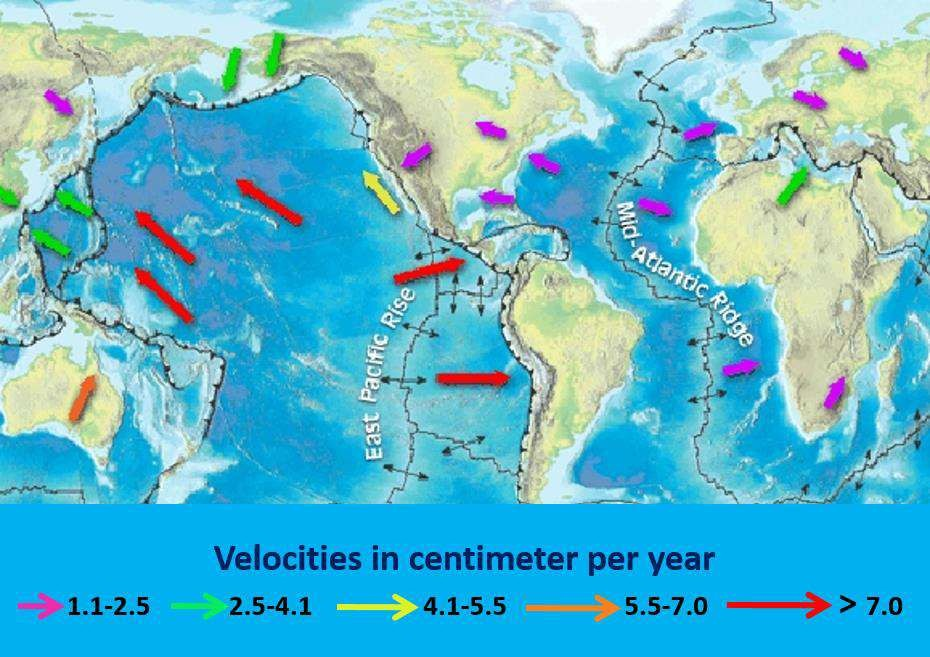 Mid-Atlantic Ridge
East Pacific Rise
Velocities in centimeter per year
1.1-2.5 2.5-4.1 4.1-5.5 5.5-7.0 > 7.0